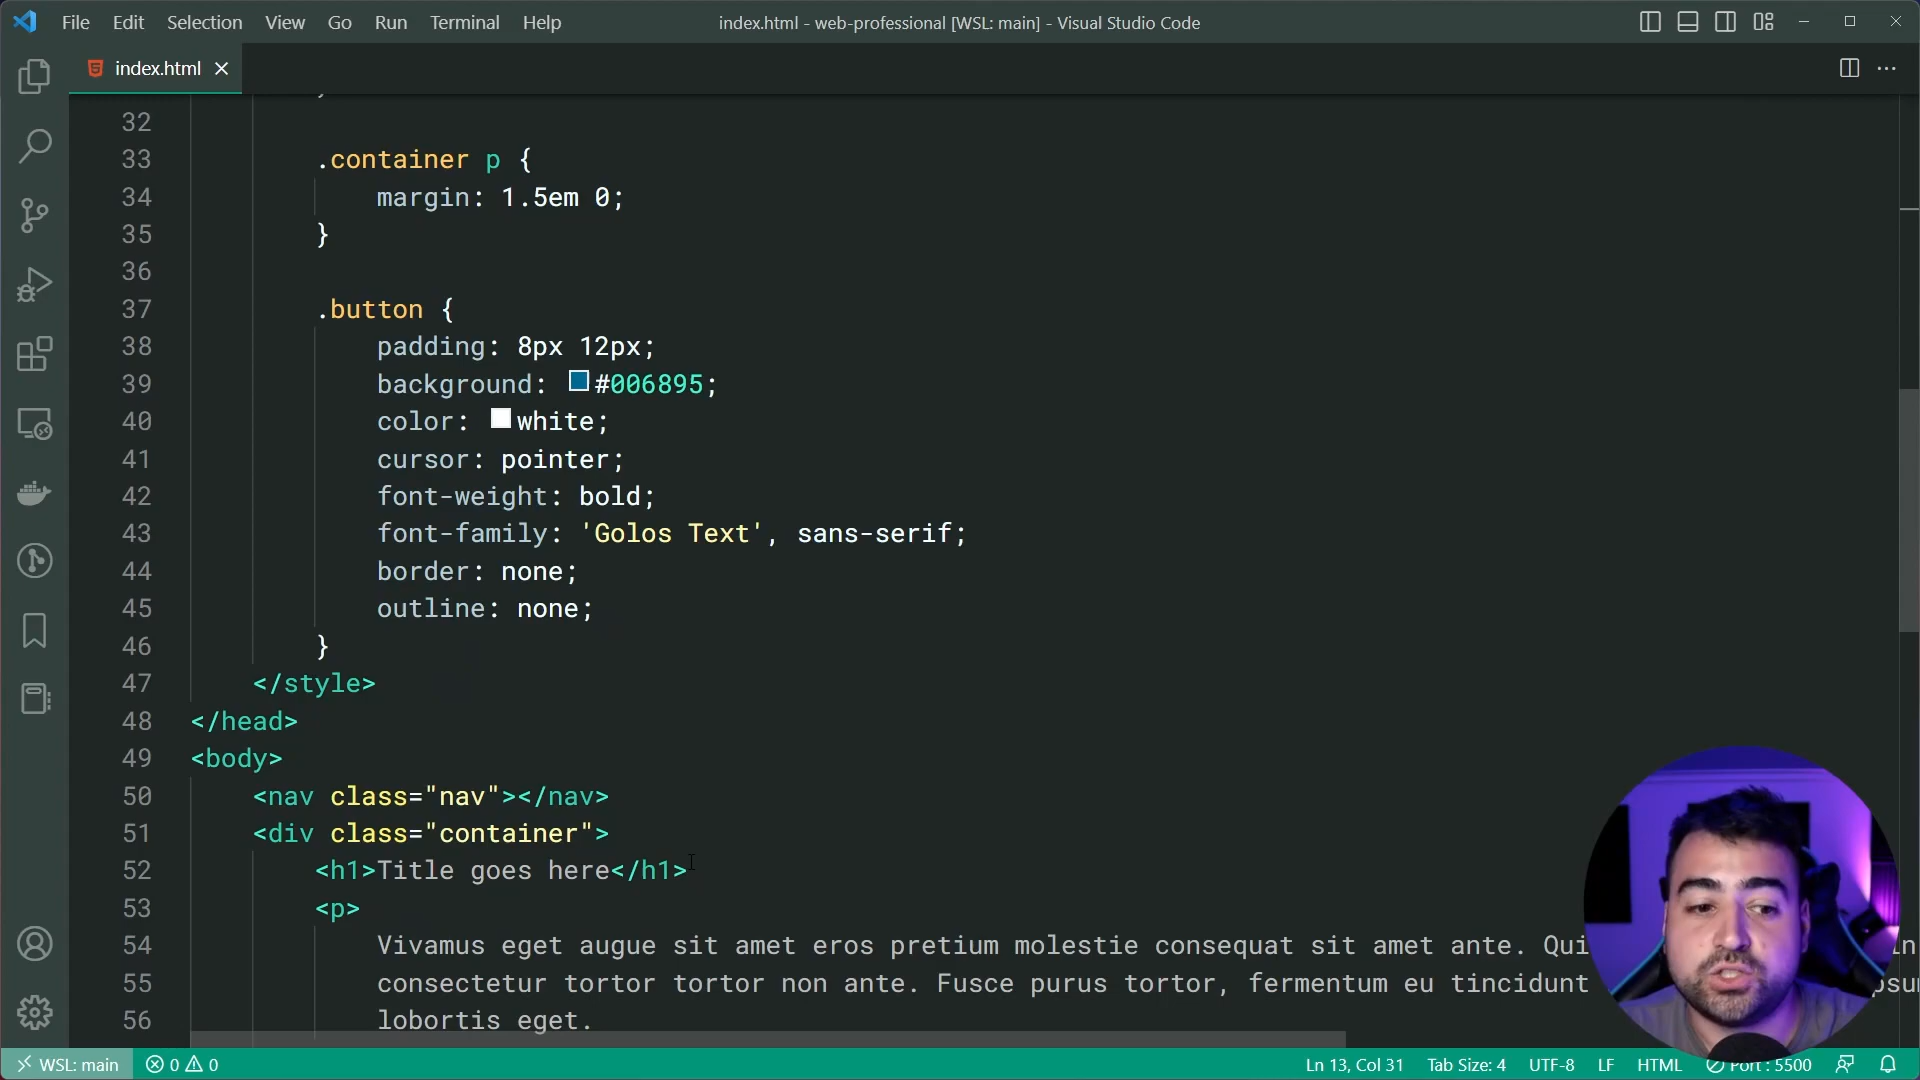 File Edit Selection View Go Run Terminal Help
index.html - web-professional [WSL: main] - Visual Studio Code
index.html
32
33 .container p {
34 margin: 1.5em 0;
35 }
36
37 .button {
38 padding: 8px 12px;
39 background: #006895;
40 color: white;
41 cursor: pointer;
42 font-weight: bold;
43 font-family: 'Golos Text', sans-serif;
44 border: none;
45 outline: none;
46 }
47 </style>
48 </head>
49 <body>
50 <nav class="nav"></nav>
51 <div class="container">
52 <h1>Title goes here</h1>
53 <p>
54 Vivamus eget augue sit amet eros pretium molestie consequat sit amet ante.
55 consectetur tortor tortor non ante. Fusce purus tortor, fermentum eu tincidunt
56 lobortis eget.
WSL: main 0 0 Ln 13, Col 31 Tab Size: 4 UTF-8 LF HTML Port : 5500